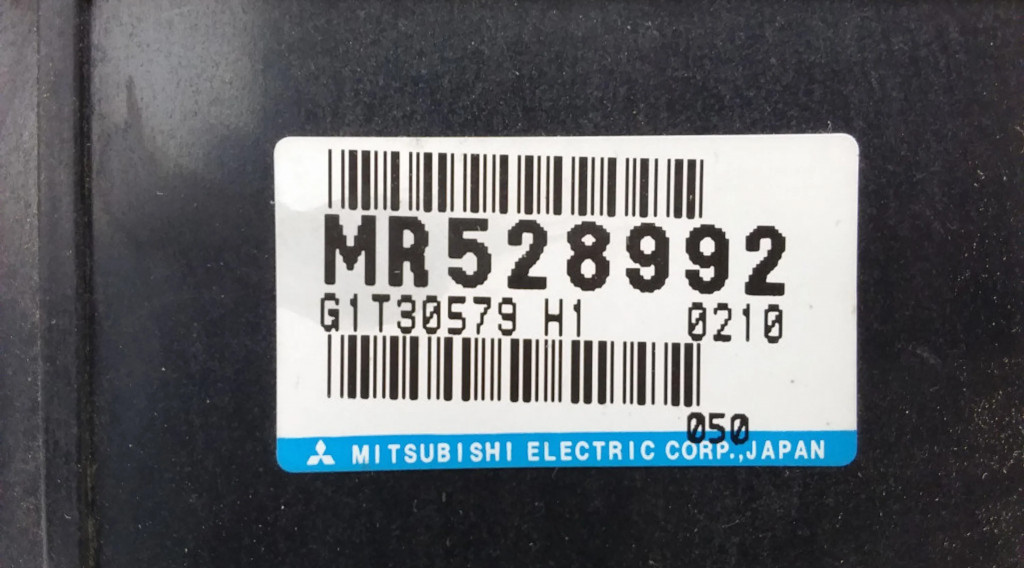 MR528992
G1T30579 H1 0210
050
MITSUBISHI ELECTRIC CORP.,JAPAN